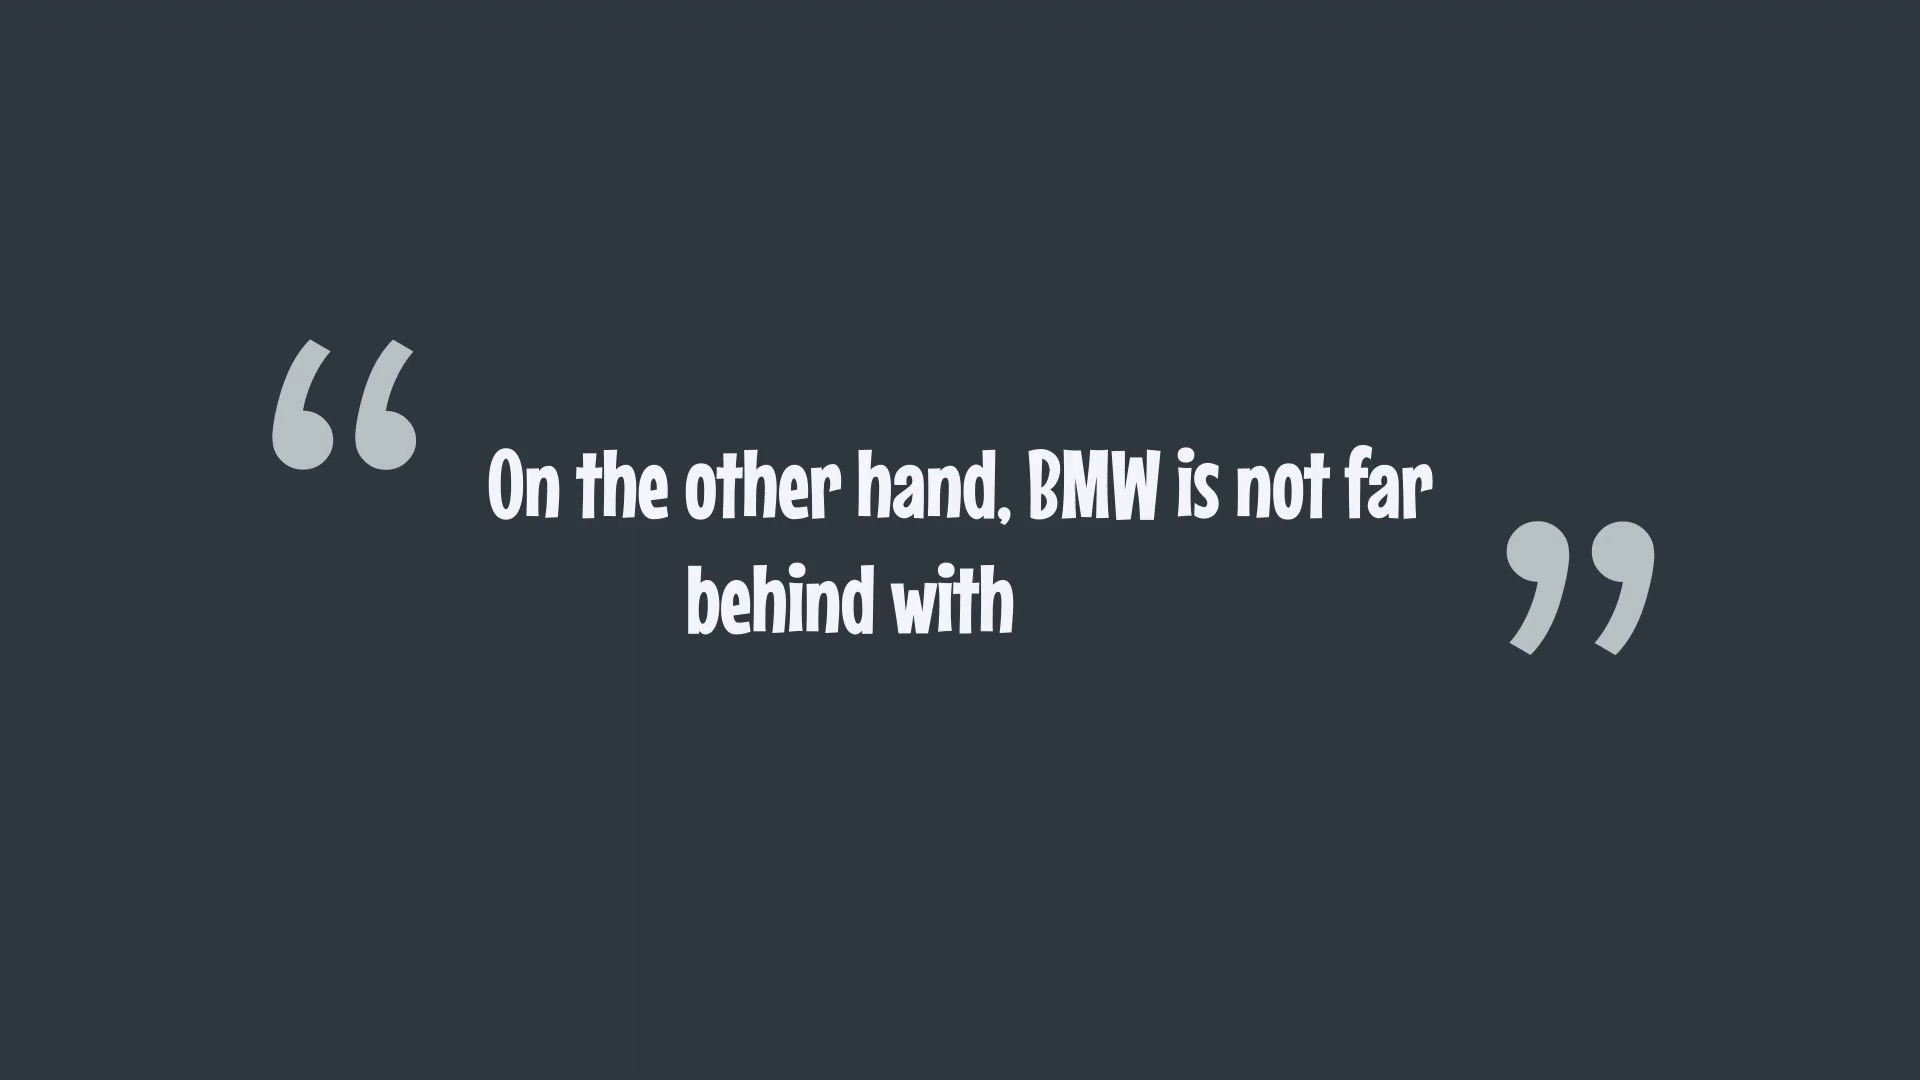 “On the other hand, BMW is not far
behind with”